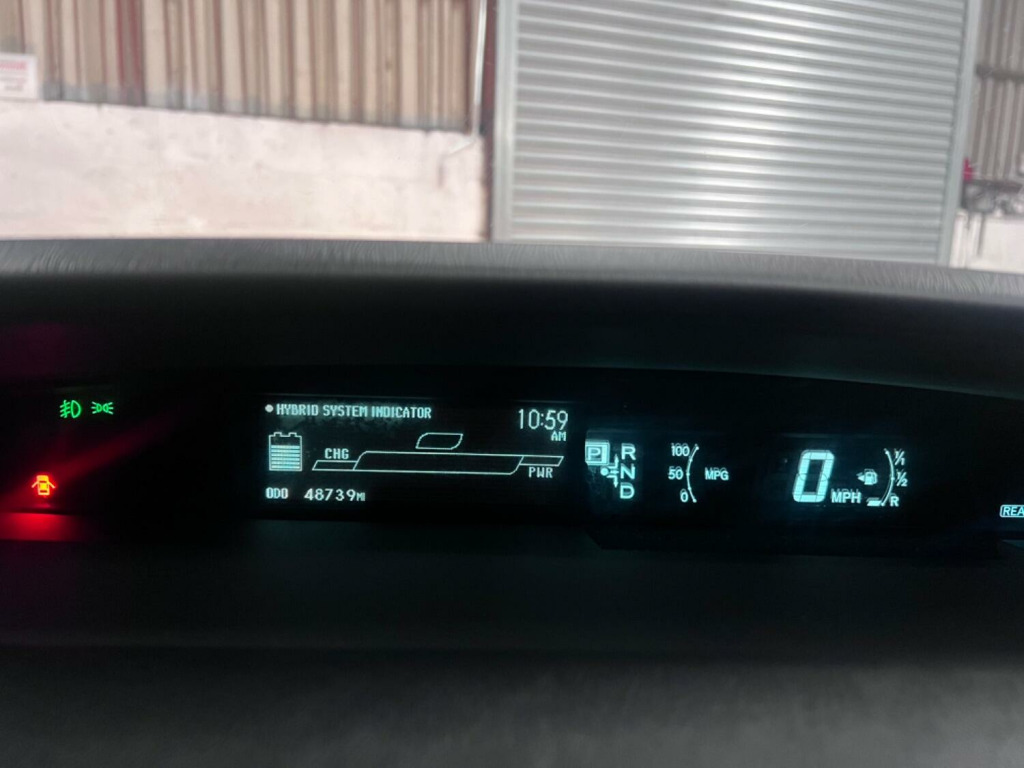 HYBRID SYSTEM INDICATOR
10:59
AM
CHG
PWR
ODO 48739MI
P
R
N
D
100
50
0
MPG
0
MPH
1/1
1/2
R
REA